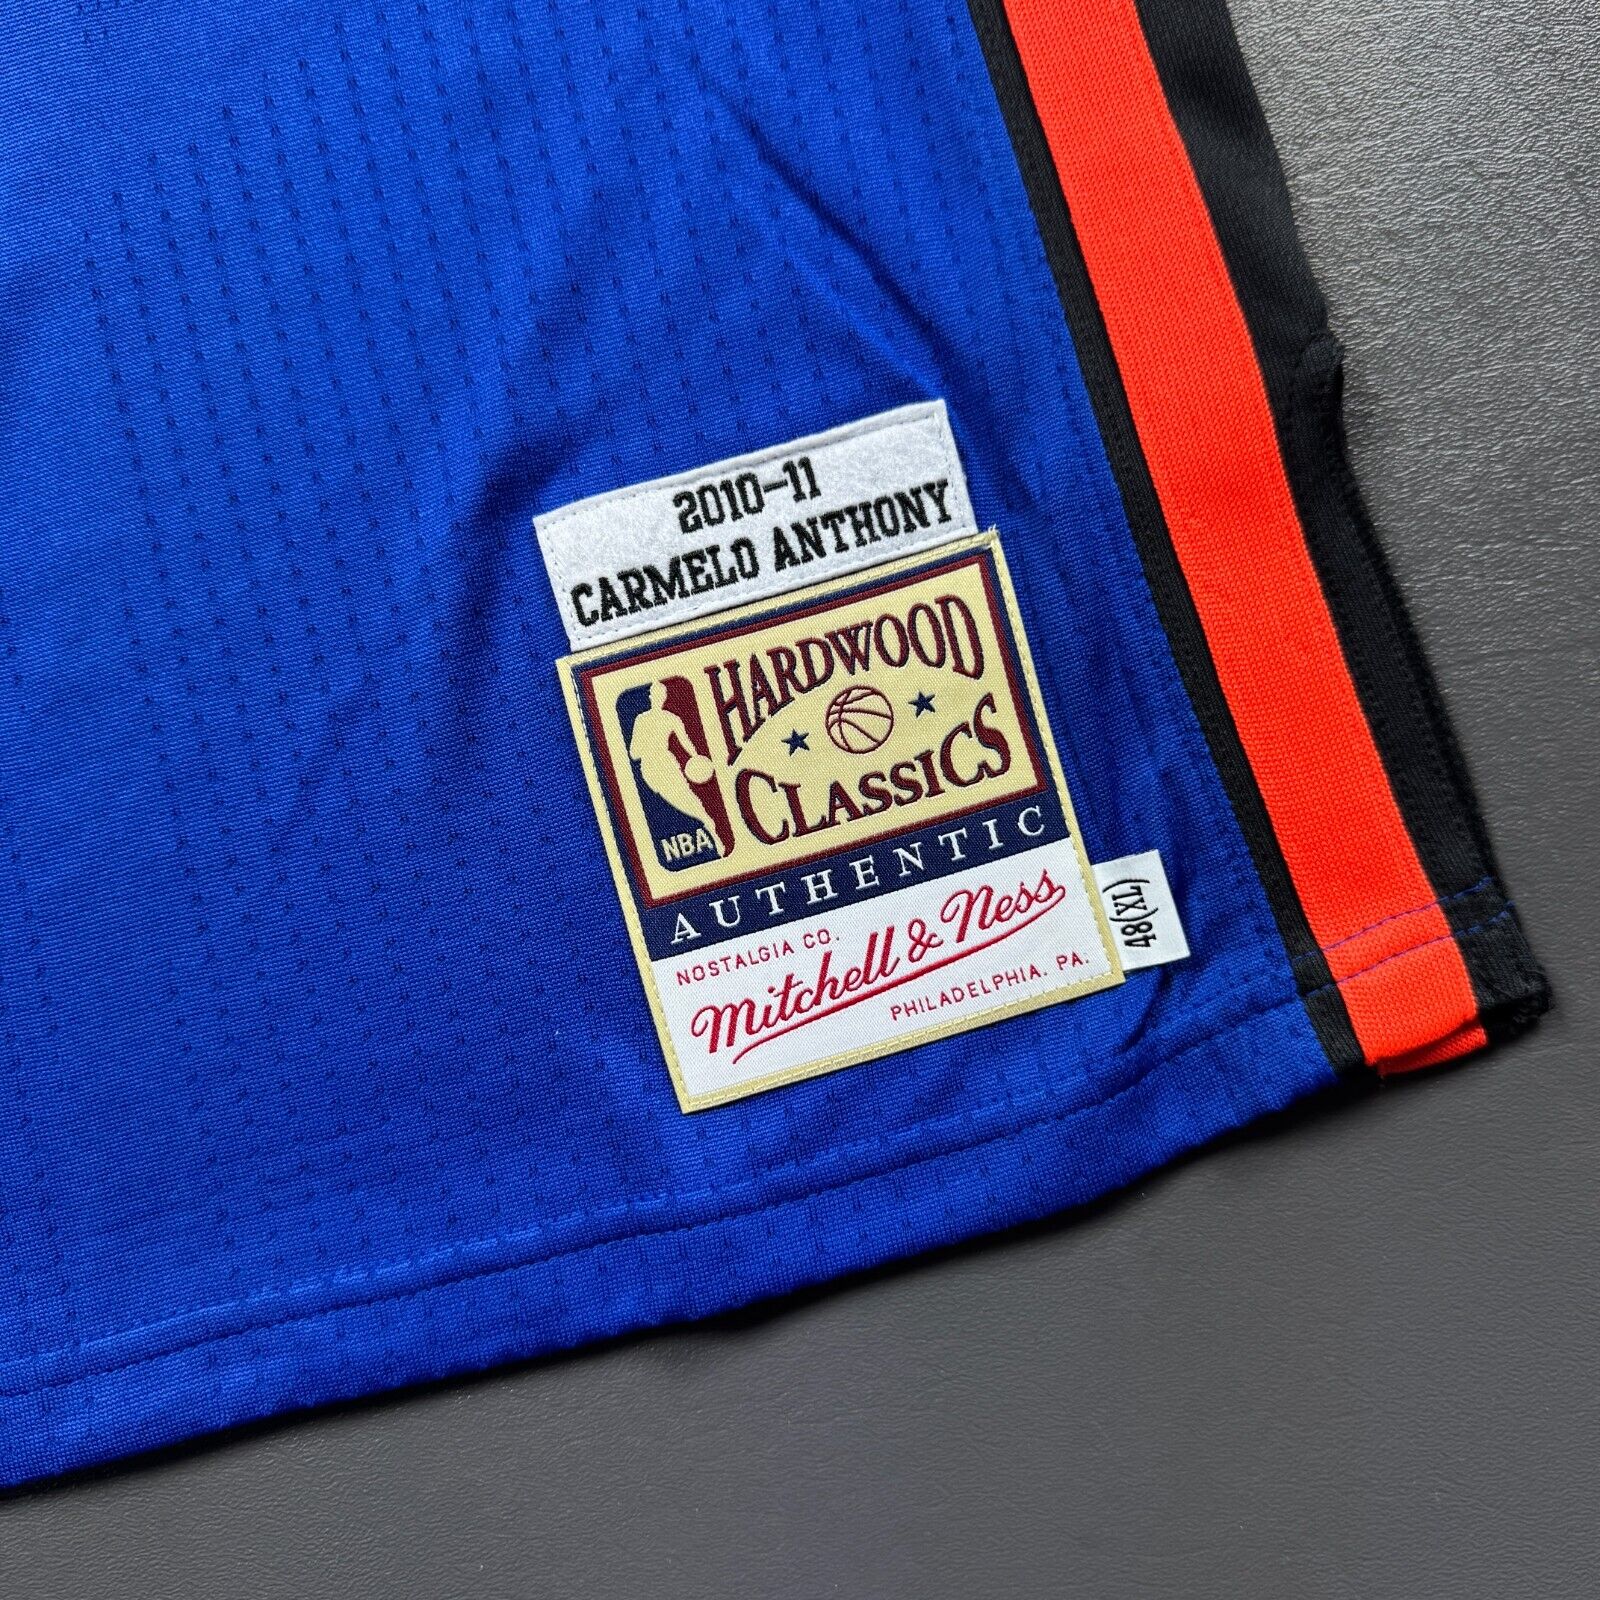 2010-11
CARMELO ANTHONY
HARDWOOD
CLASSICS
NBA
AUTHENTIC
NOSTALGIA CO.
Mitchell & Ness
PHILADELPHIA. PA.
48(XL)